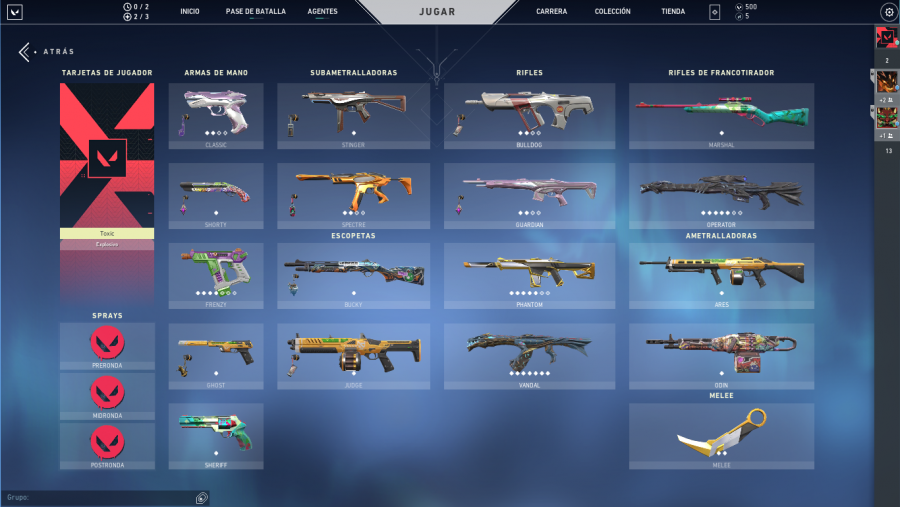 0 / 2
2 / 3
INICIO
PASE DE BATALLA
AGENTES
JUGAR
CARRERA
COLECCIÓN
TIENDA
500
5
ATRÁS
TARJETAS DE JUGADOR
ARMAS DE MANO
SUBAMETRALLADORAS
RIFLES
RIFLES DE FRANCOTIRADOR
2
+2
+1
13
CLASSIC
STINGER
BULLDOG
MARSHAL
SHORTY
SPECTRE
GUARDIAN
OPERATOR
Toxic
Explosive
ESCOPETAS
AMETRALLADORAS
FRENZY
BUCKY
PHANTOM
ARES
SPRAYS
PRERONDA
GHOST
JUDGE
VANDAL
ODIN
MIDRONDA
MELEE
POSTRONDA
SHERIFF
MELEE
Grupo: